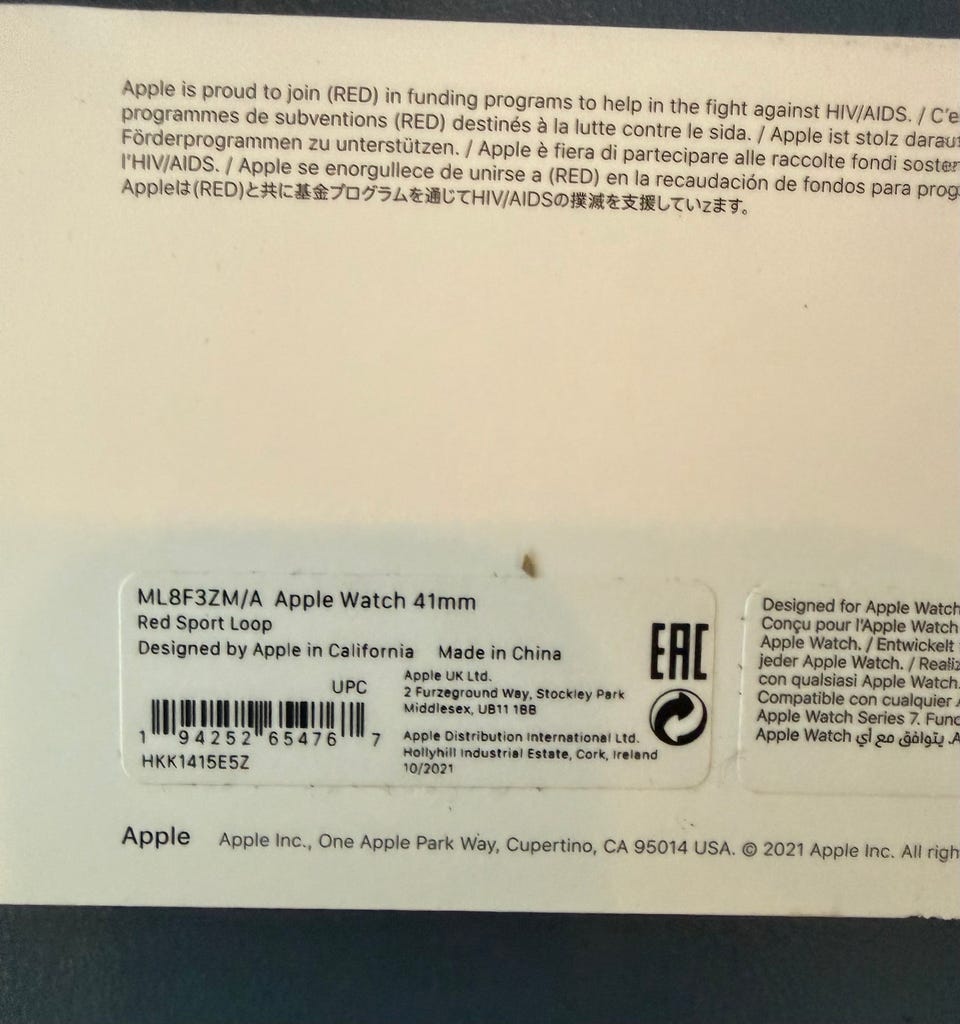 Apple is proud to join (RED) in funding programs to help in the fight against HIV/AIDS. / C'es
programmes de subventions (RED) destinés à la lutte contre le sida. / Apple ist stolz darauf
Förderprogrammen zu unterstützen. / Apple è fiera di partecipare alle raccolte fondi soster
l'HIV/AIDS. / Apple se enorgullece de unirse a (RED) en la recaudación de fondos para prog
Appleは(RED)と共に基金プログラムを通じてHIV/AIDSの撲滅を支援していzます。
ML8F3ZM/A Apple Watch 41mm
Red Sport Loop
Designed by Apple in California Made in China
UPC
1 94252 65476 7
HKK1415E5Z
Apple UK Ltd.
2 Furzeground Way, Stockley Park
Middlesex, UB11 1BB
Apple Distribution International Ltd.
Hollyhill Industrial Estate, Cork, Ireland
10/2021
EAC
Designed for Apple Watch
Conçu pour l'Apple Watch
Apple Watch. / Entwickelt
jeder Apple Watch. / Realiz
con qualsiasi Apple Watch.
Compatible con cualquier A
Apple Watch Series 7. Func
Apple Watch يتوافق مع أي .A
Apple Apple Inc., One Apple Park Way, Cupertino, CA 95014 USA. © 2021 Apple Inc. All righ